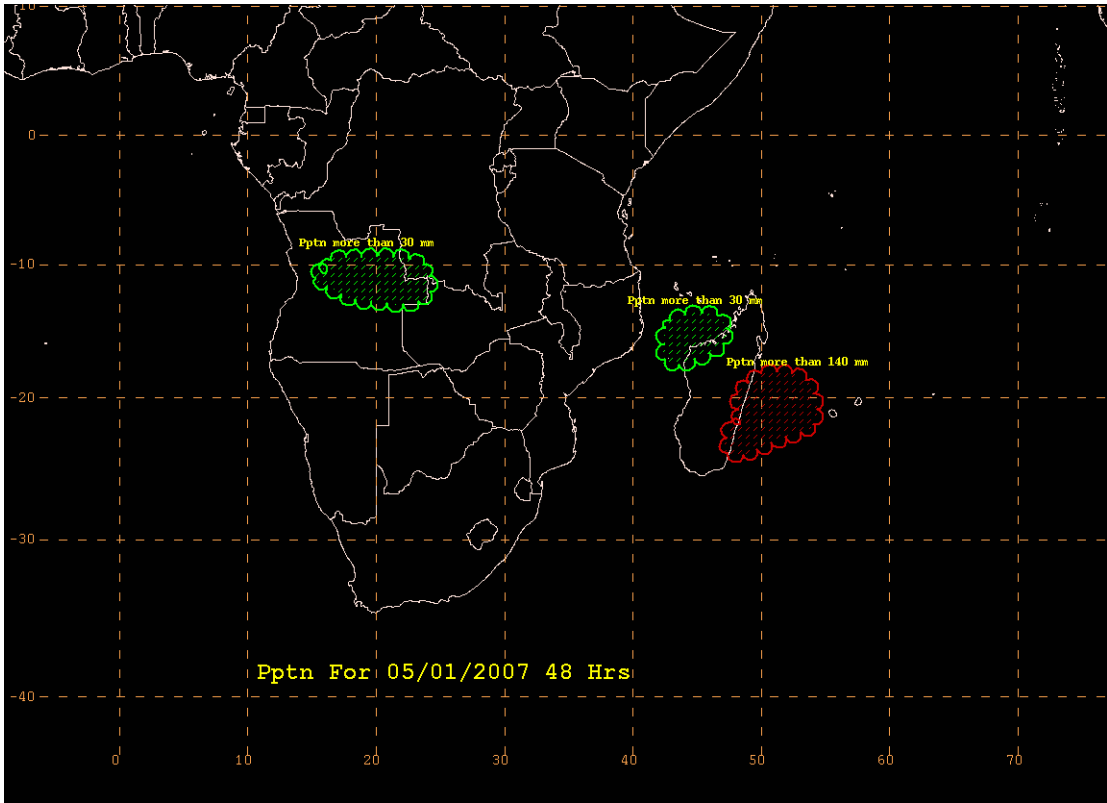 10
0
-10
-20
-30
-40
Pptn more than 30 mm
Pptn more than 30 mm
Pptn more than 140 mm
Pptn For 05/01/2007 48 Hrs
0 10 20 30 40 50 60 70